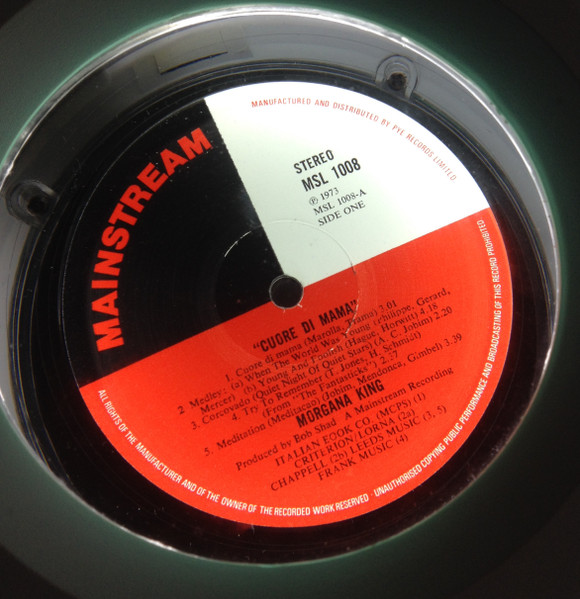 MANUFACTURED AND DISTRIBUTED BY PYE RECORDS LIMITED
MAINSTREAM
STEREO
MSL 1008
℗ 1973
MSL 1008-A
SIDE ONE
"CUORE DI MAMA"
1. Cuore di mama (Marolla, Prama) 3.01
2 Medley: (a) When The World Was Young (Philippe, Gerard,
Mercer) (b) Young And Foolish (Hague, Horwitt) 4.18
3. Corcovado (Quiet Night Of Quiet Stars) (A. C. Jobim) 2.20
4. Try To Remember (T. Jones, H. Schmidt)
(From "The Fantasticks") 2.37
5. Meditation (Meditacao) (Jobim, Mendonca, Gimbel) 3.39
MORGANA KING
Produced by Bob Shad A Mainstream Recording
ITALIAN BOOK CO. (MCPS) (1)
CRITERION/LORNA (2a)
CHAPPELL (2b) LEEDS MUSIC (3, 5)
FRANK MUSIC (4)
ALL RIGHTS OF THE MANUFACTURER AND OF THE OWNER OF THE RECORDED WORK RESERVED · UNAUTHORISED COPYING PUBLIC PERFORMANCE AND BROADCASTING OF THIS RECORD PROHIBITED